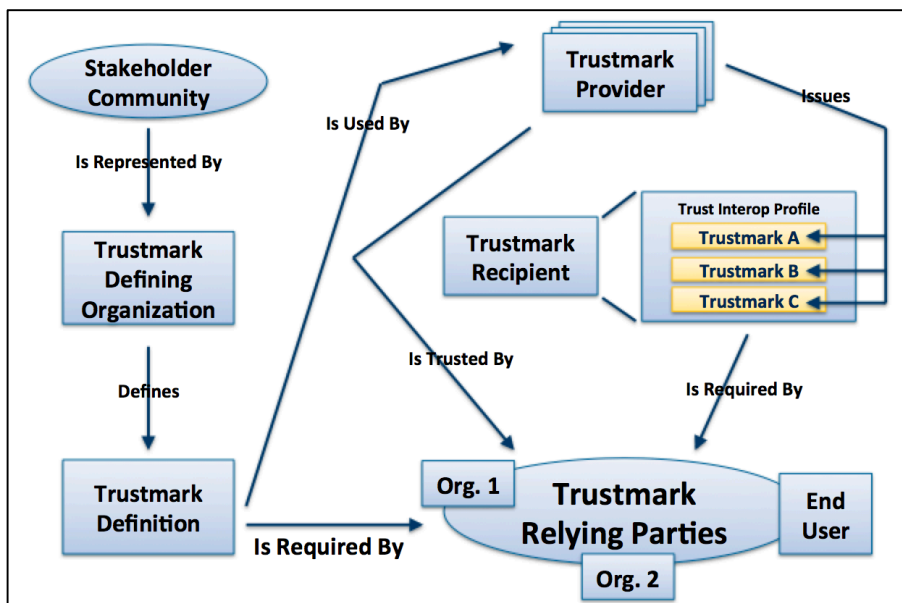 Stakeholder
Community
Is Represented By
Trustmark
Defining
Organization
Defines
Trustmark
Definition
Is Used By
Is Required By
Trustmark
Provider
Issues
Trustmark
Recipient
Trust Interop Profile
Trustmark A
Trustmark B
Trustmark C
Is Trusted By
Is Required By
Org. 1
Trustmark
Relying Parties
End
User
Org. 2